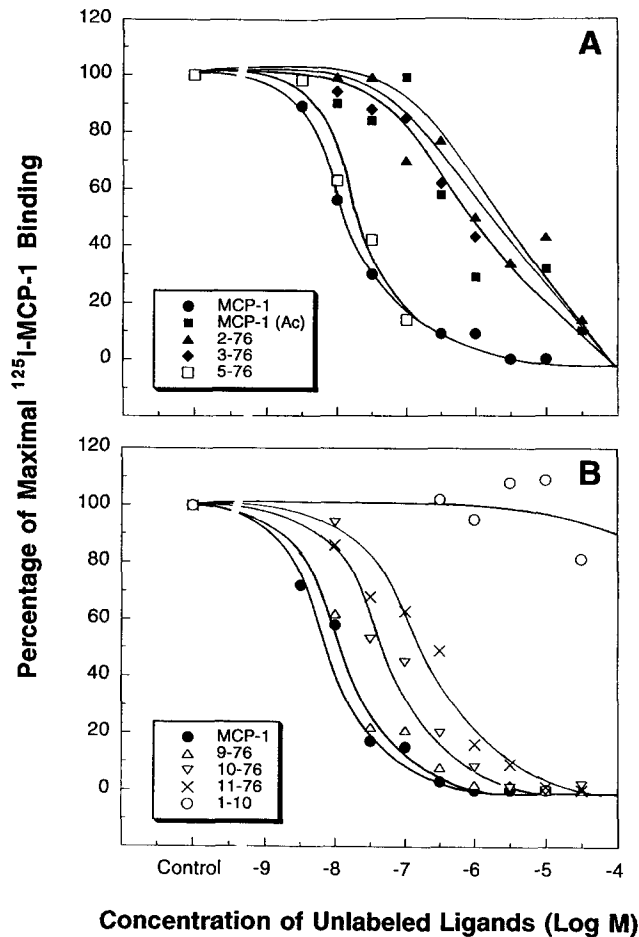 Percentage of Maximal ¹²⁵I-MCP-1 Binding
A
120
100
80
60
40
20
0
MCP-1
MCP-1 (Ac)
2-76
3-76
5-76
B
120
100
80
60
40
20
0
MCP-1
9-76
10-76
11-76
1-10
Control -9 -8 -7 -6 -5 -4
Concentration of Unlabeled Ligands (Log M)